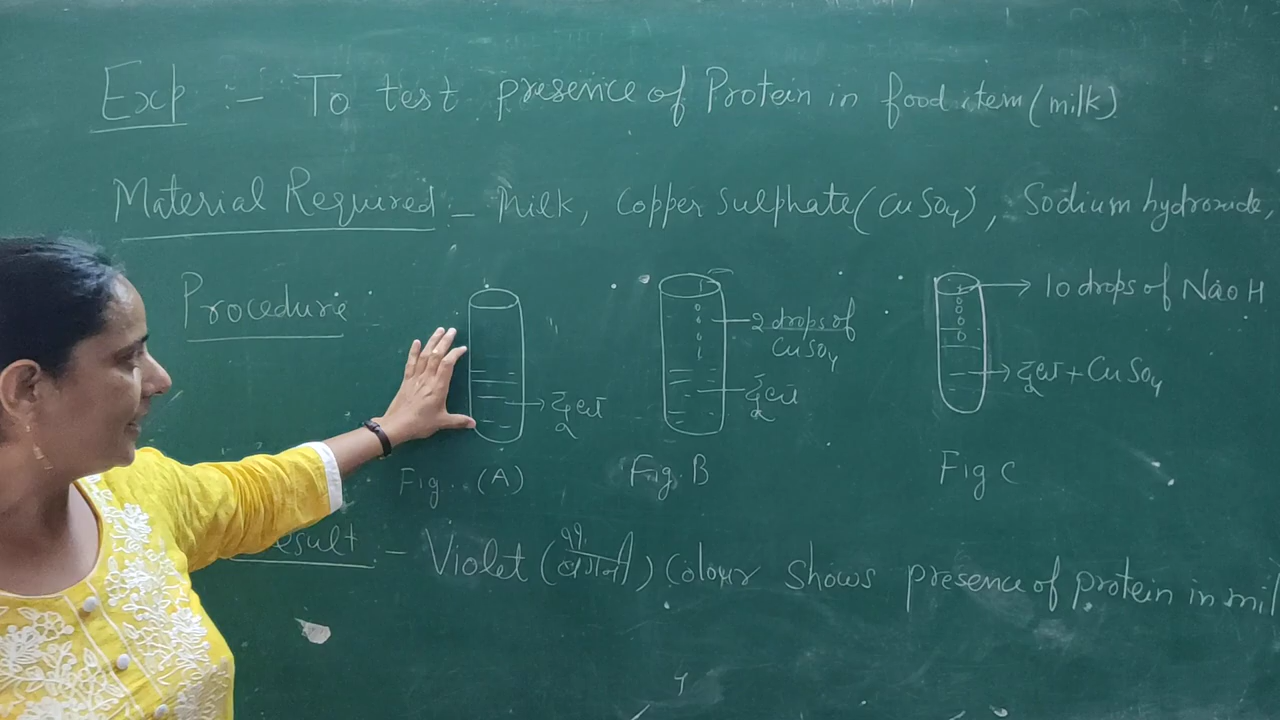 Exp :- To test presence of Protein in food item (milk)
Material Required - Milk, Copper Sulphate (CuSO4), Sodium hydroxide,
Procedure -
10 drops of NaOH
2 drops of
CuSO4
दूध
दूध
दूध + CuSO4
Fig. (A)
Fig. B
Fig C
esult - Violet (बैंगनी) Colour shows presence of protein in mil